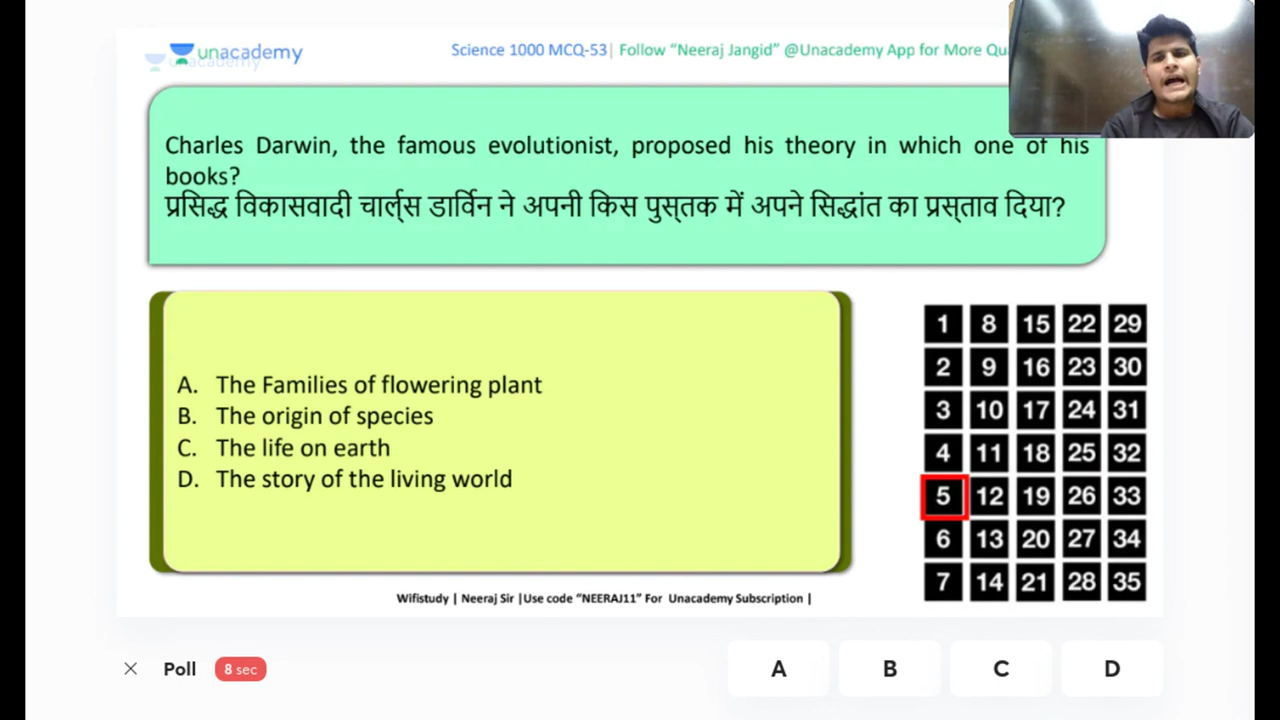 unacademy
unacademy
Science 1000 MCQ-53| Follow “Neeraj Jangid” @Unacademy App for More
Charles Darwin, the famous evolutionist, proposed his theory in which one of his
books?
प्रसिद्ध विकासवादी चार्ल्स डार्विन ने अपनी किस पुस्तक में अपने सिद्धांत का प्रस्ताव दिया?
A. The Families of flowering plant
B. The origin of species
C. The life on earth
D. The story of the living world
1 8 15 22 29
2 9 16 23 30
3 10 17 24 31
4 11 18 25 32
5 12 19 26 33
6 13 20 27 34
7 14 21 28 35
Wifistudy | Neeraj Sir |Use code “NEERAJ11” For Unacademy Subscription |
× Poll 8 sec A B C D